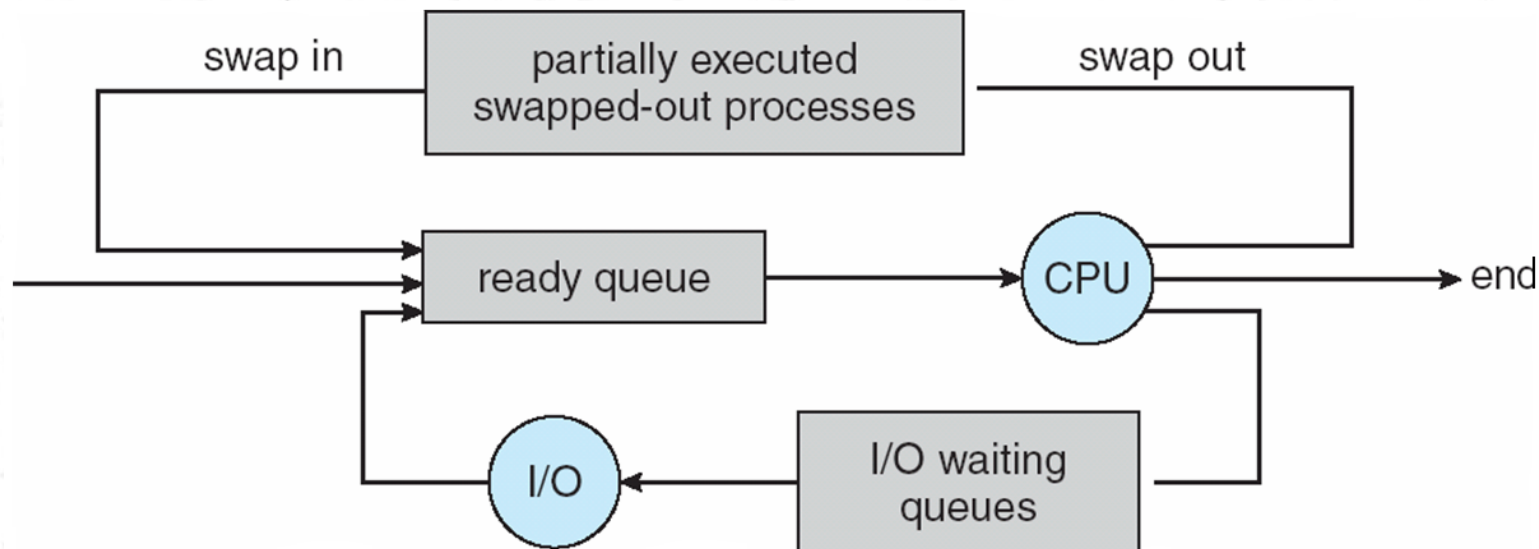 swap in
partially executed
swapped-out processes
swap out
ready queue
CPU
end
I/O
I/O waiting
queues